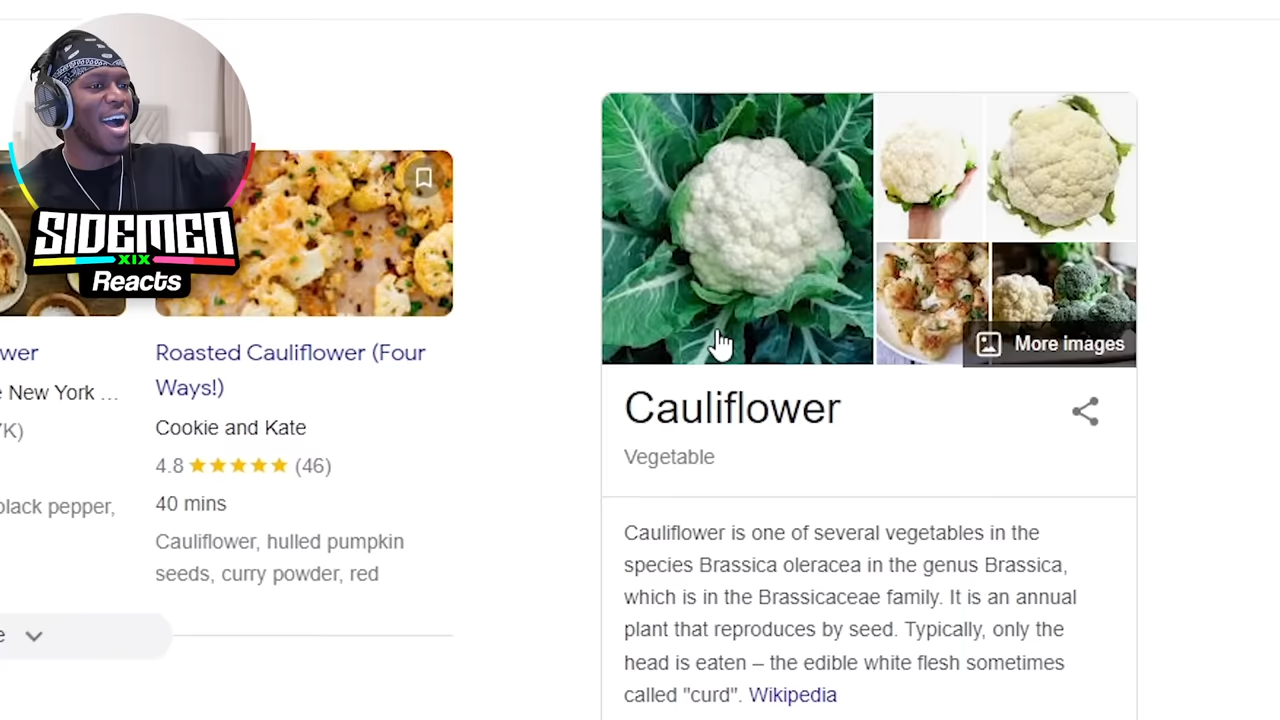 SIDEMEN
XIX
Reacts
wer
e New York ...
7K)
black pepper,
e
Roasted Cauliflower (Four
Ways!)
Cookie and Kate
4.8 ★★★★★ (46)
40 mins
Cauliflower, hulled pumpkin
seeds, curry powder, red
More images
Cauliflower
Vegetable
Cauliflower is one of several vegetables in the
species Brassica oleracea in the genus Brassica,
which is in the Brassicaceae family. It is an annual
plant that reproduces by seed. Typically, only the
head is eaten – the edible white flesh sometimes
called "curd". Wikipedia